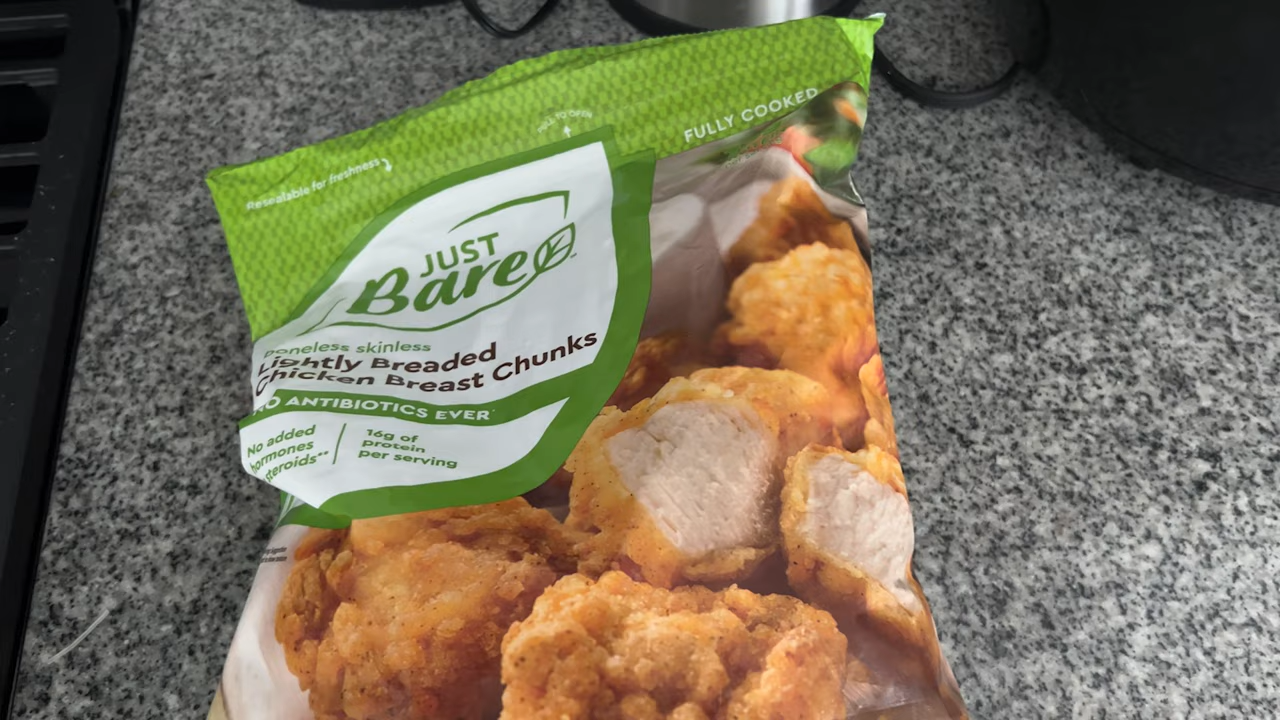 FULLY COOKED
PULL TO OPEN
Resealable for freshness
JUST
Bare
boneless skinless
Lightly Breaded
Chicken Breast Chunks
NO ANTIBIOTICS EVER
No added
hormones
steroids**
16g of
protein
per serving